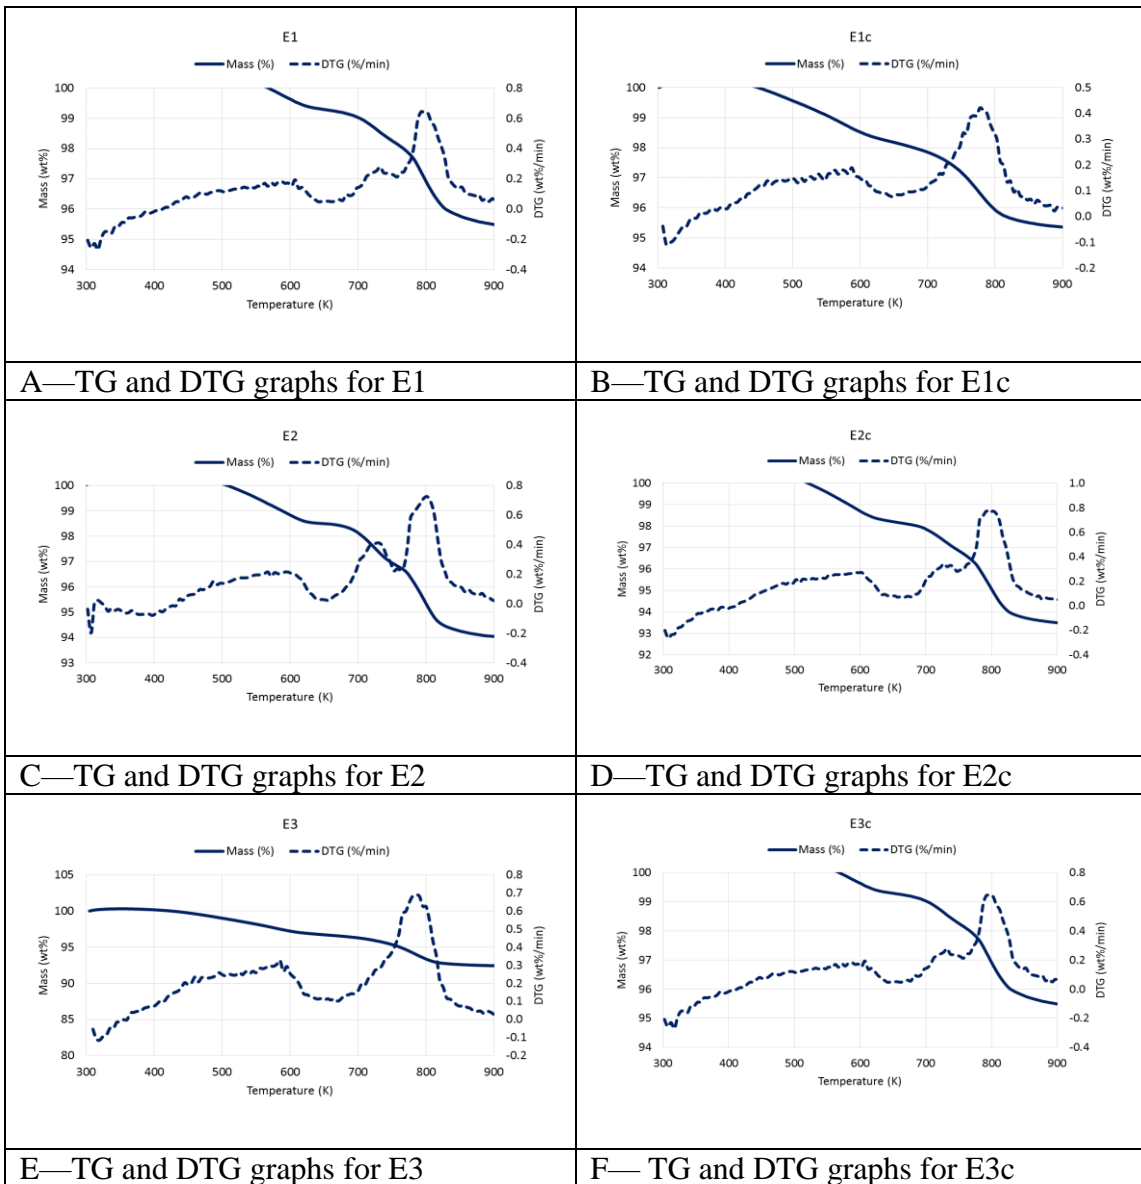 E1
Mass (%) DTG (%/min)
100
99
98
97
96
95
94
Mass (wt%)
0.8
0.6
0.4
0.2
0.0
-0.2
-0.4
DTG (wt%/min)
300 400 500 600 700 800 900
Temperature (K)
A—TG and DTG graphs for E1
E1c
Mass (%) DTG (%/min)
100
99
98
97
96
95
94
Mass (wt%)
0.5
0.4
0.3
0.2
0.1
0.0
-0.1
-0.2
DTG (wt%/min)
300 400 500 600 700 800 900
Temperature (K)
B—TG and DTG graphs for E1c
E2
Mass (%) DTG (%/min)
100
99
98
97
96
95
94
93
Mass (wt%)
0.8
0.6
0.4
0.2
0.0
-0.2
-0.4
DTG (wt%/min)
300 400 500 600 700 800 900
Temperature (K)
C—TG and DTG graphs for E2
E2c
Mass (%) DTG (%/min)
100
99
98
97
96
95
94
93
92
Mass (wt%)
1.0
0.8
0.6
0.4
0.2
0.0
-0.2
-0.4
DTG (wt%/min)
300 400 500 600 700 800 900
Temperature (K)
D—TG and DTG graphs for E2c
E3
Mass (%) DTG (%/min)
105
100
95
90
85
80
Mass (wt%)
0.8
0.7
0.6
0.5
0.4
0.3
0.2
0.1
0.0
-0.1
-0.2
DTG (wt%/min)
300 400 500 600 700 800 900
Temperature (K)
E—TG and DTG graphs for E3
E3c
Mass (%) DTG (%/min)
100
99
98
97
96
95
94
Mass (wt%)
0.8
0.6
0.4
0.2
0.0
-0.2
-0.4
DTG (wt%/min)
300 400 500 600 700 800 900
Temperature (K)
F— TG and DTG graphs for E3c